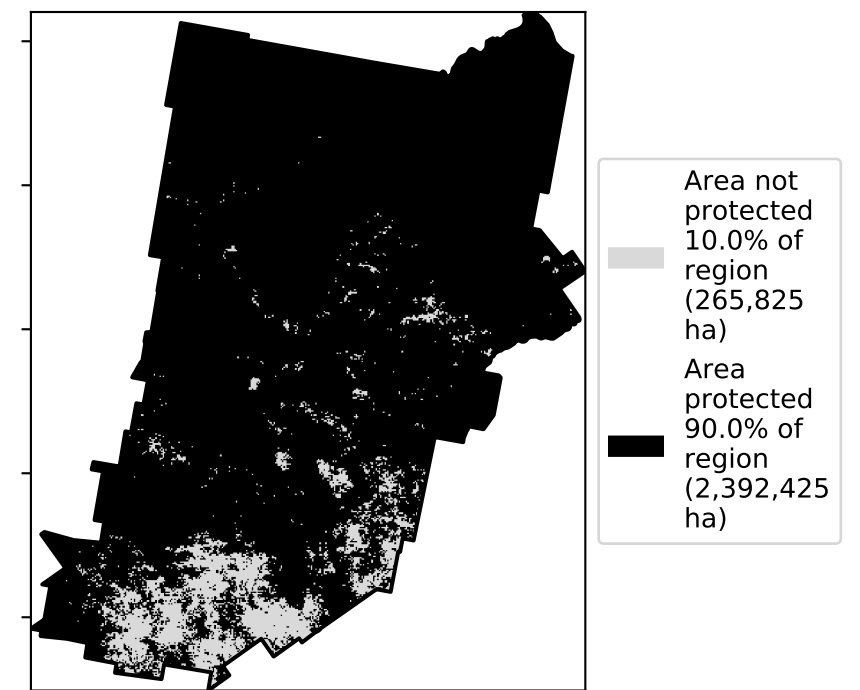 Area not
protected
10.0% of
region
(265,825
ha)
Area
protected
90.0% of
region
(2,392,425
ha)